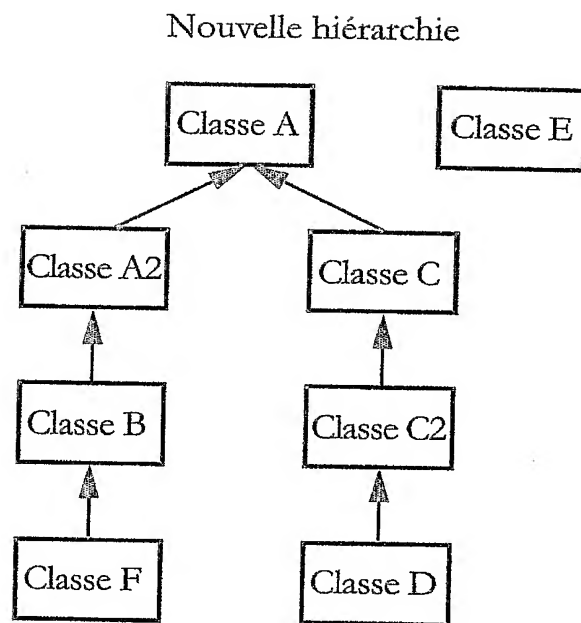 Nouvelle hiérarchie
Classe A
Classe E
Classe A2
Classe C
Classe B
Classe C2
Classe F
Classe D